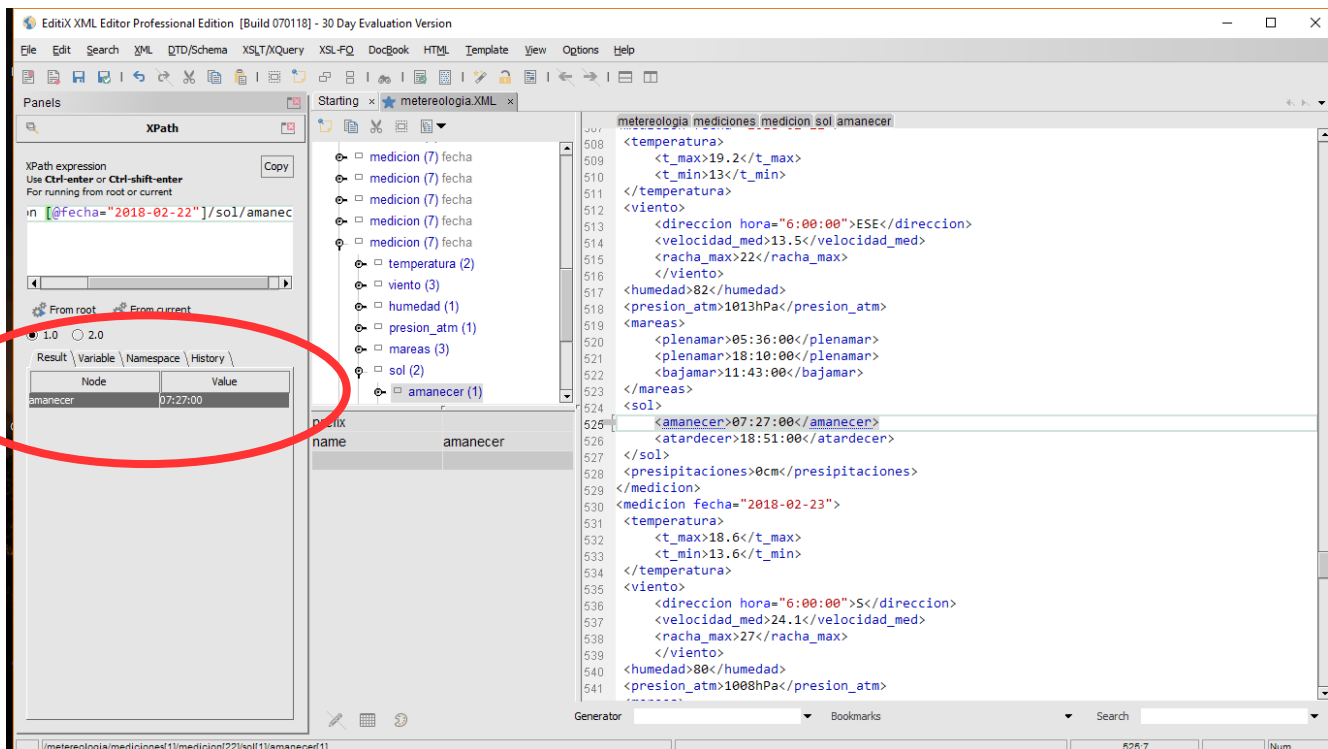 EditiX XML Editor Professional Edition [Build 070118] - 30 Day Evaluation Version
File Edit Search XML DTD/Schema XSLT/XQuery XSL-FO DocBook HTML Template View Options Help
Panels
XPath
XPath expression
Copy
Use Ctrl-enter or Ctrl-shift-enter
For running from root or current
on [@fecha="2018-02-22"]/sol/amanec
From root From current
1.0 2.0
Result Variable Namespace History
Node Value
amanecer 07:27:00
Starting metereologia.XML
medicion (7) fecha
medicion (7) fecha
medicion (7) fecha
medicion (7) fecha
medicion (7) fecha
temperatura (2)
viento (3)
humedad (1)
presion_atm (1)
mareas (3)
sol (2)
amanecer (1)
prefix
name amanecer
metereologia mediciones medicion sol amanecer
508 <temperatura>
509 <t_max>19.2</t_max>
510 <t_min>13</t_min>
511 </temperatura>
512 <viento>
513 <direccion hora="6:00:00">ESE</direccion>
514 <velocidad_med>13.5</velocidad_med>
515 <racha_max>22</racha_max>
516 </viento>
517 <humedad>82</humedad>
518 <presion_atm>1013hPa</presion_atm>
519 <mareas>
520 <plenamar>05:36:00</plenamar>
521 <plenamar>18:10:00</plenamar>
522 <bajamar>11:43:00</bajamar>
523 </mareas>
524 <sol>
525 <amanecer>07:27:00</amanecer>
526 <atardecer>18:51:00</atardecer>
527 </sol>
528 <presipitaciones>0cm</presipitaciones>
529 </medicion>
530 <medicion fecha="2018-02-23">
531 <temperatura>
532 <t_max>18.6</t_max>
533 <t_min>13.6</t_min>
534 </temperatura>
535 <viento>
536 <direccion hora="6:00:00">S</direccion>
537 <velocidad_med>24.1</velocidad_med>
538 <racha_max>27</racha_max>
539 </viento>
540 <humedad>80</humedad>
541 <presion_atm>1008hPa</presion_atm>
Generator Bookmarks Search
/metereologia/mediciones[1]/medicion[22]/sol[1]/amanecer[1] 525:7 Num